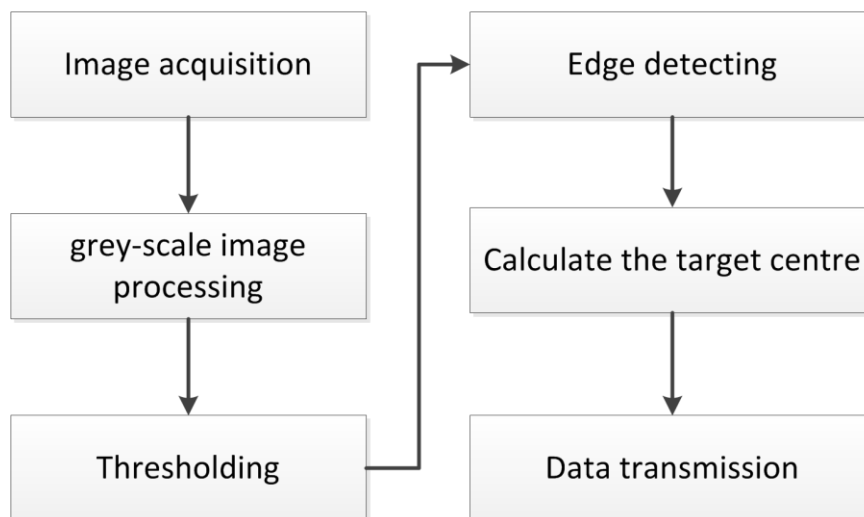 Image acquisition
grey-scale image
processing
Thresholding
Edge detecting
Calculate the target centre
Data transmission